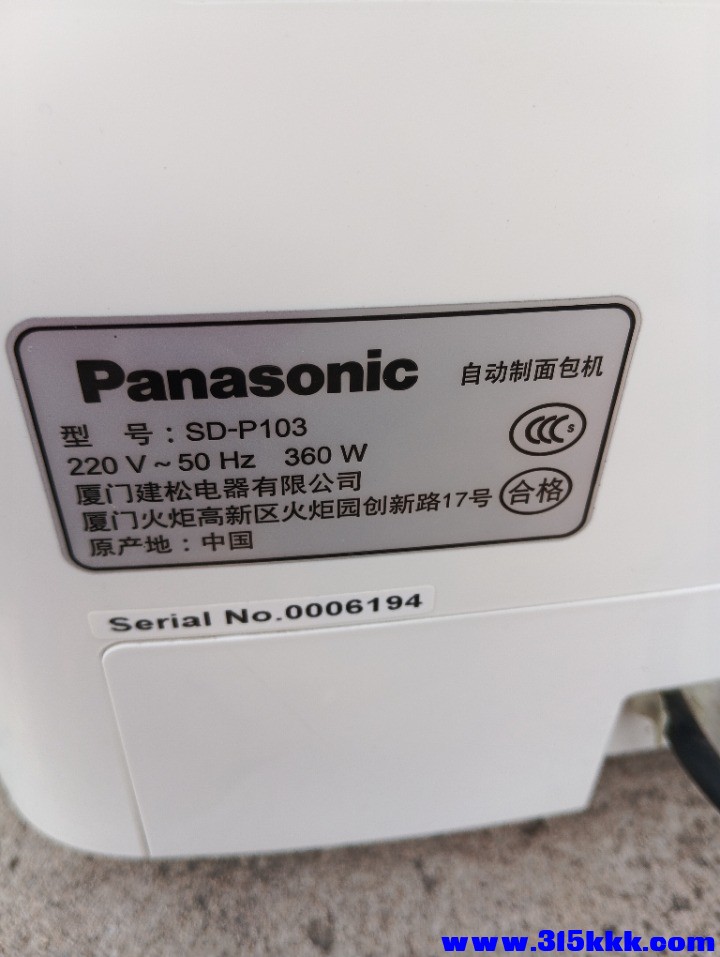 Panasonic 自动制面包机
型 号：SD-P103
CCC S
220 V ~ 50 Hz 360 W
厦门建松电器有限公司
厦门火炬高新区火炬园创新路17号
合格
原产地：中国
Serial No.0006194
www.315kkk.com